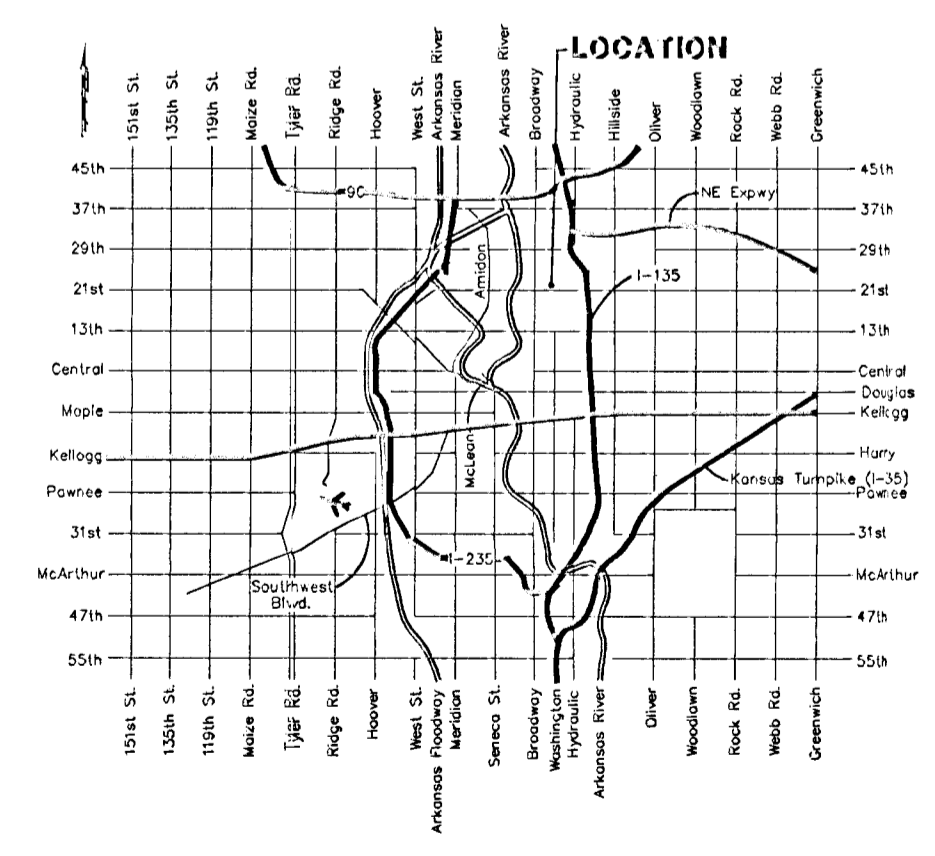 LOCATION
151st St.
135th St.
119th St.
Maize Rd.
Tyler Rd.
Ridge Rd.
Hoover
West St.
Arkansas River
Meridian
Arkansas River
Broadway
Hydraulic
Hillside
Oliver
Woodlawn
Rock Rd.
Webb Rd.
Greenwich
45th
45th
96
37th
NE Expwy
37th
29th
29th
Amidon
I-135
21st
21st
13th
13th
Central
Central
Douglas
Maple
Kellogg
McLean
Kellogg
Harry
Kansas Turnpike (I-35)
Pawnee
Pawnee
31st
31st
I-235
McArthur
McArthur
Southwest
Blvd.
47th
47th
55th
55th
151st St.
135th St.
119th St.
Maize Rd.
Tyler Rd.
Ridge Rd.
Hoover
West St.
Arkansas Floodway
Meridian
Seneca St.
Broadway
Washington
Hydraulic
Arkansas River
Oliver
Woodlawn
Rock Rd.
Webb Rd.
Greenwich